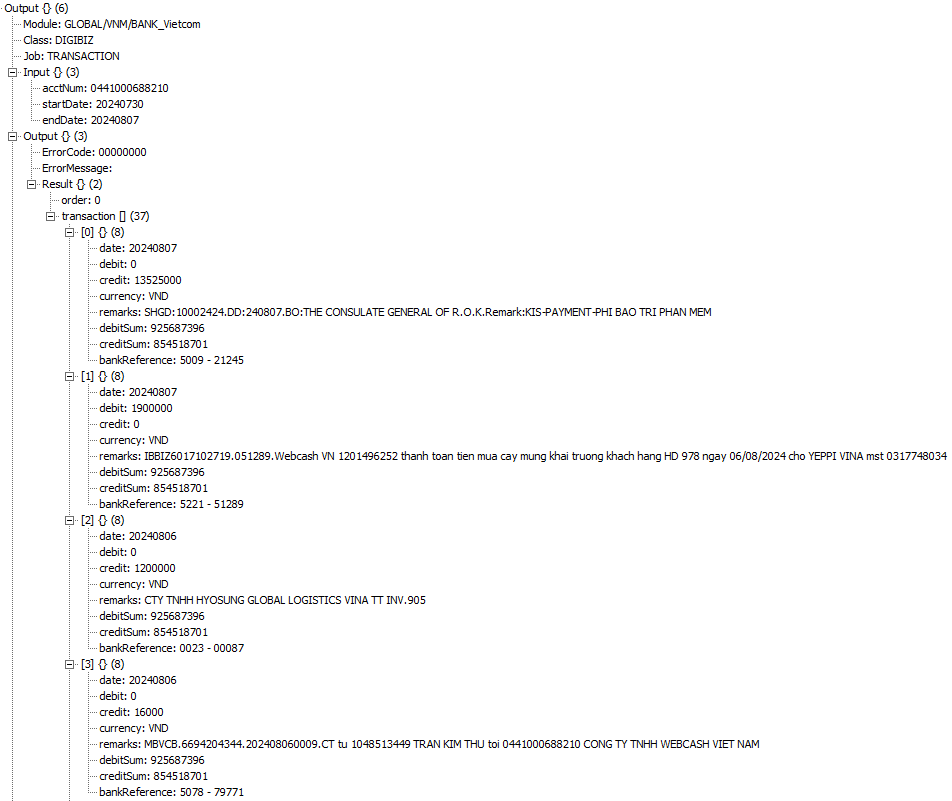 Output {} (6)
Module: GLOBAL/VNM/BANK_Vietcom
Class: DIGIBIZ
Job: TRANSACTION
Input {} (3)
acctNum: 0441000688210
startDate: 20240730
endDate: 20240807
Output {} (3)
ErrorCode: 00000000
ErrorMessage:
Result {} (2)
order: 0
transaction [] (37)
[0] {} (8)
date: 20240807
debit: 0
credit: 13525000
currency: VND
remarks: SHGD:10002424.DD:240807.BO:THE CONSULATE GENERAL OF R.O.K.Remark:KIS-PAYMENT-PHI BAO TRI PHAN MEM
debitSum: 925687396
creditSum: 854518701
bankReference: 5009 - 21245
[1] {} (8)
date: 20240807
debit: 1900000
credit: 0
currency: VND
remarks: IBBIZ6017102719.051289.Webcash VN 1201496252 thanh toan tien mua cay mung khai truong khach hang HD 978 ngay 06/08/2024 cho YEPPI VINA mst 0317748034
debitSum: 925687396
creditSum: 854518701
bankReference: 5221 - 51289
[2] {} (8)
date: 20240806
debit: 0
credit: 1200000
currency: VND
remarks: CTY TNHH HYOSUNG GLOBAL LOGISTICS VINA TT INV.905
debitSum: 925687396
creditSum: 854518701
bankReference: 0023 - 00087
[3] {} (8)
date: 20240806
debit: 0
credit: 16000
currency: VND
remarks: MBVCB.6694204344.202408060009.CT tu 1048513449 TRAN KIM THU toi 0441000688210 CONG TY TNHH WEBCASH VIET NAM
debitSum: 925687396
creditSum: 854518701
bankReference: 5078 - 79771